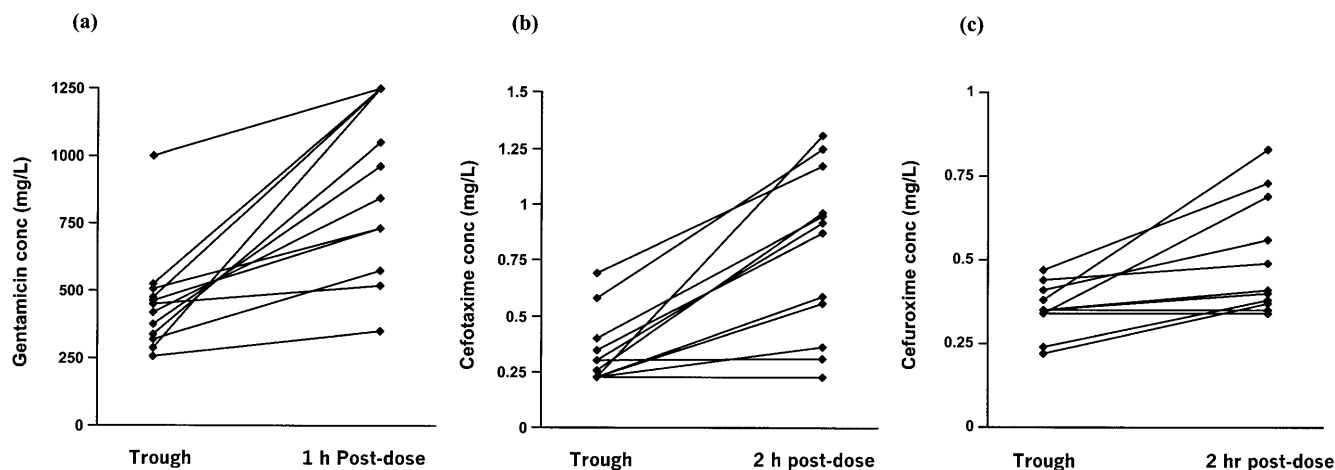 (a)
Gentamicin conc (mg/L)
1250
1000
750
500
250
0
Trough
1 h Post-dose
(b)
Cefotaxime conc (mg/L)
1.5
1.25
1
0.75
0.5
0.25
0
Trough
2 h post-dose
(c)
Cefuroxime conc (mg/L)
1
0.75
0.5
0.25
0
Trough
2 hr post-dose